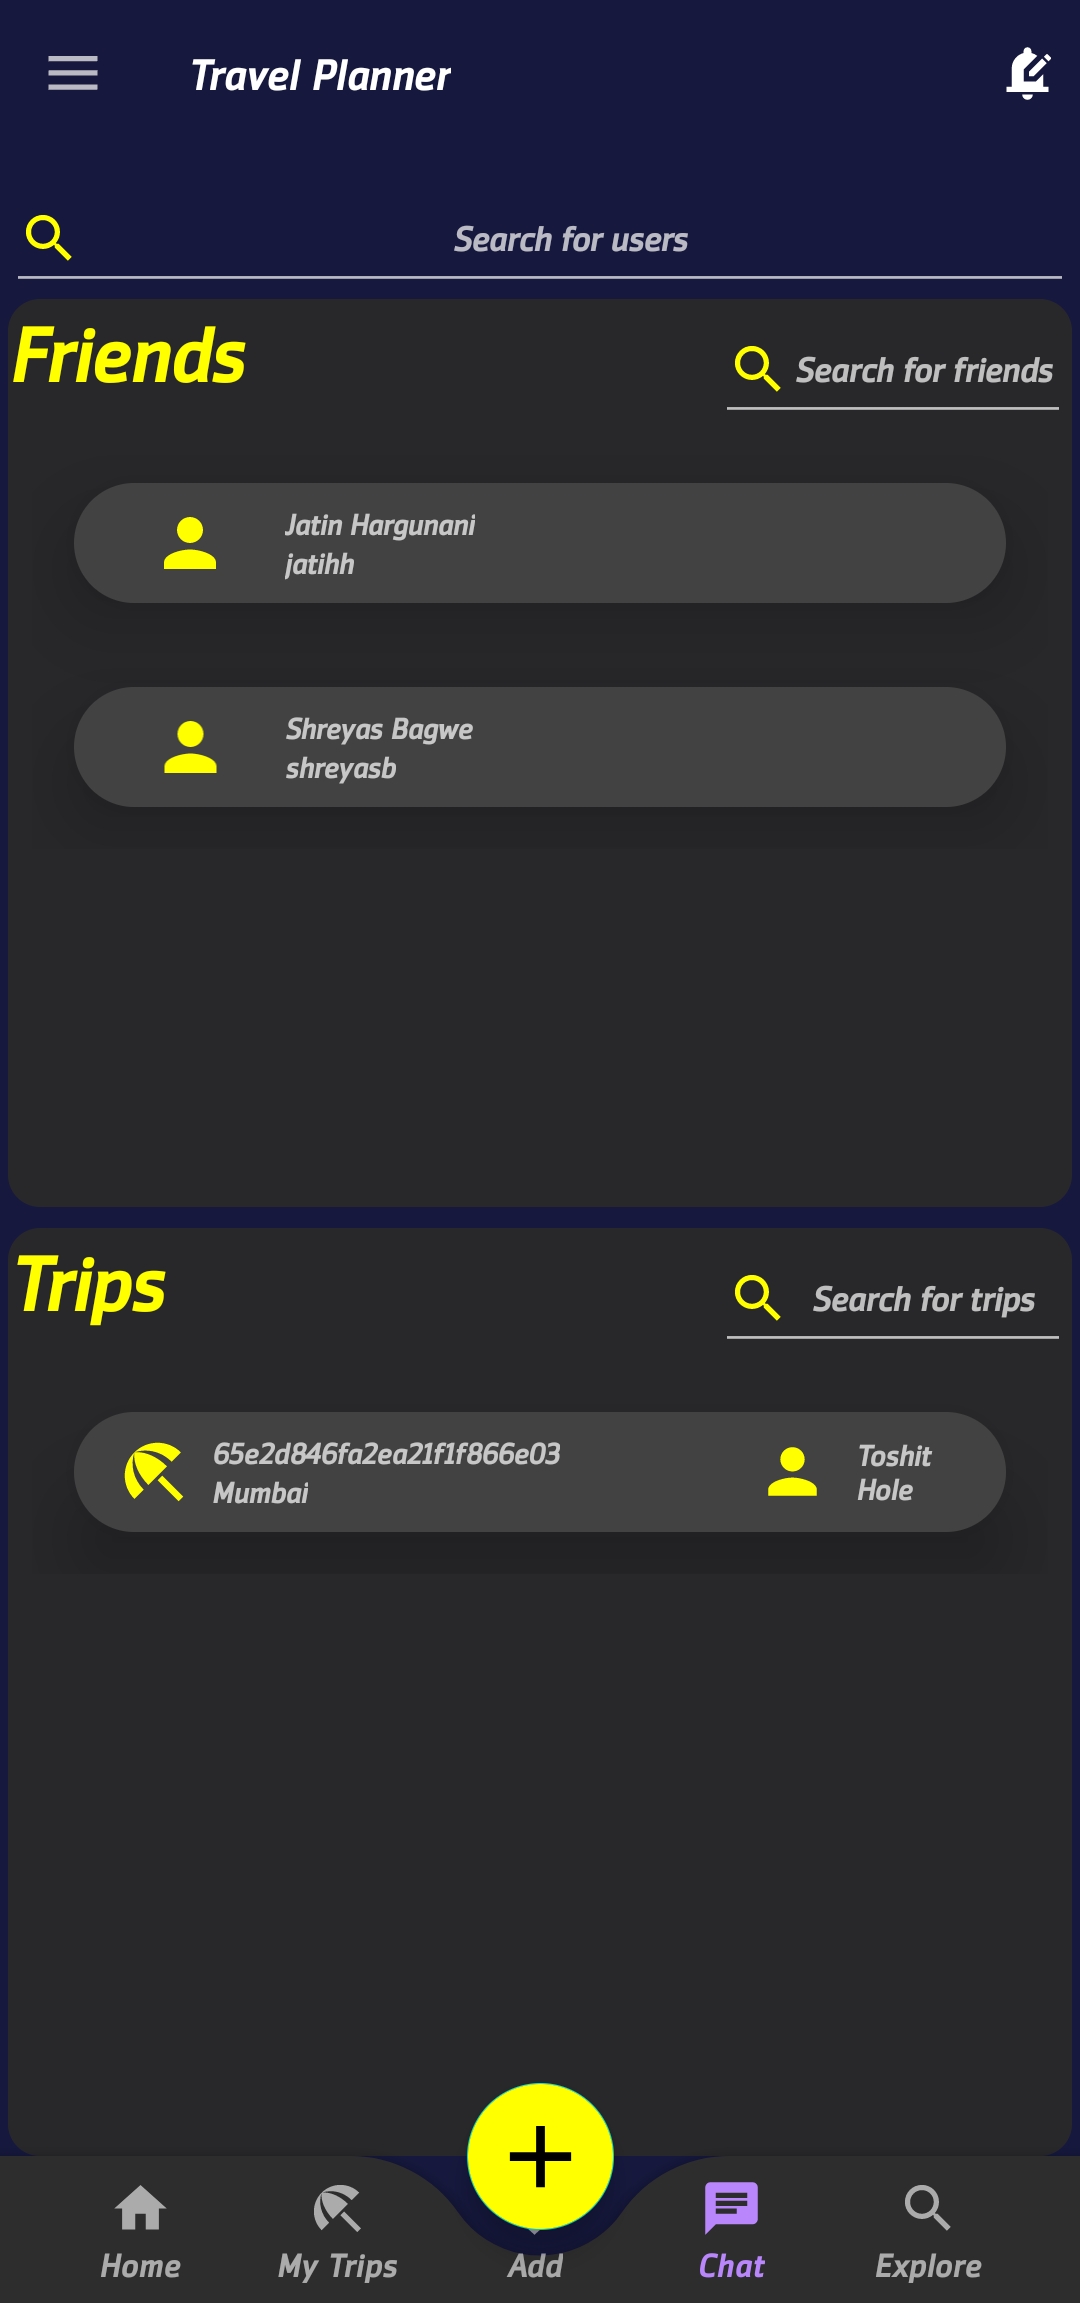 Travel Planner
Search for users
Friends
Search for friends
Jatin Hargunani
jatihh
Shreyas Bagwe
shreyasb
Trips
Search for trips
65e2d846fa2ea21f1f866e03
Mumbai
Toshit
Hole
Home
My Trips
Add
Chat
Explore